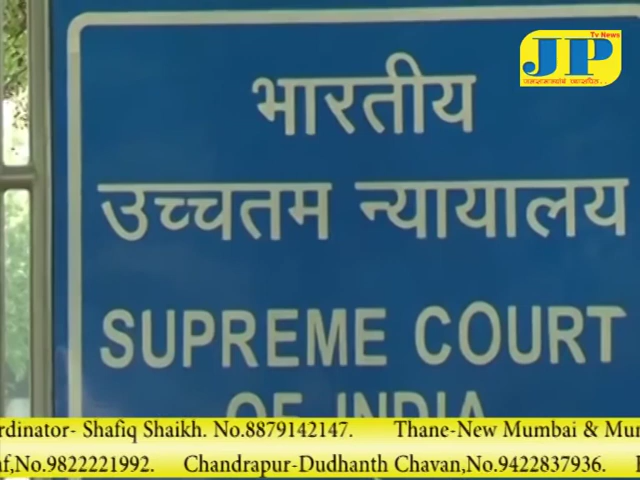 Tv News
JP
भारतीय
उच्चतम न्यायालय
SUPREME COURT
OF INDIA
rdinator- Shafiq Shaikh. No.8879142147. Thane-New Mumbai & Mu
af,No.9822221992. Chandrapur-Dudhanth Chavan,No.9422837936.